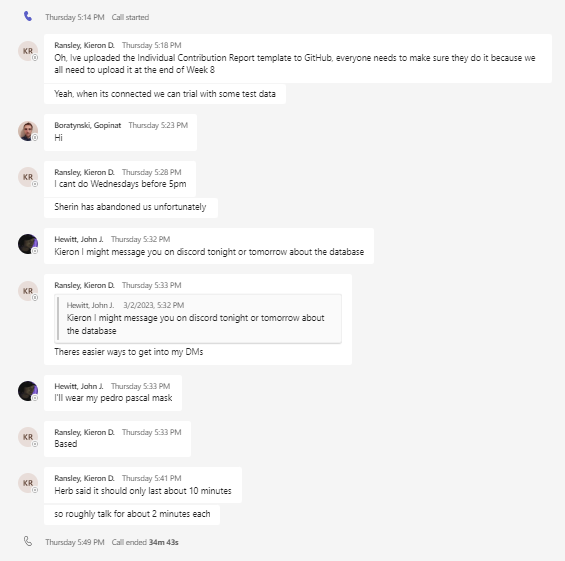 Thursday 5:14 PM Call started
Ransley, Kieron D. Thursday 5:18 PM
Oh, Ive uploaded the Individual Contribution Report template to GitHub, everyone needs to make sure they do it because we
all need to upload it at the end of Week 8
Yeah, when its connected we can trial with some test data
Boratynski, Gopinat Thursday 5:23 PM
Hi
KR
Ransley, Kieron D. Thursday 5:28 PM
I cant do Wednesdays before 5pm
Sherin has abandoned us unfortunately
Hewitt, John J. Thursday 5:32 PM
Kieron I might message you on discord tonight or tomorrow about the database
KR
Ransley, Kieron D. Thursday 5:33 PM
Hewitt, John J. 3/2/2023, 5:32 PM
Kieron I might message you on discord tonight or tomorrow about
the database
Theres easier ways to get into my DMs
Hewitt, John J. Thursday 5:33 PM
I'll wear my pedro pascal mask
KR
Ransley, Kieron D. Thursday 5:33 PM
Based
KR
Ransley, Kieron D. Thursday 5:41 PM
Herb said it should only last about 10 minutes
so roughly talk for about 2 minutes each
Thursday 5:49 PM Call ended 34m 43s